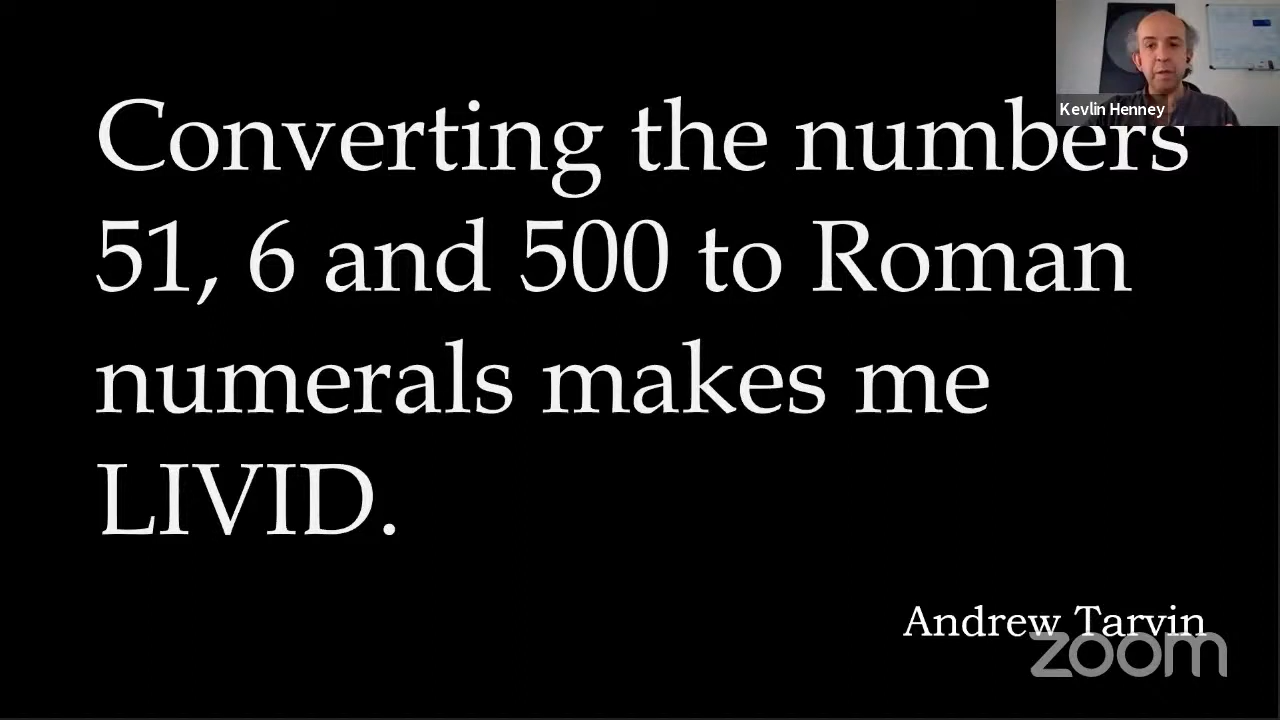 Kevlin Henney
Converting the numbers
51, 6 and 500 to Roman
numerals makes me
LIVID.
Andrew Tarvin
zoom